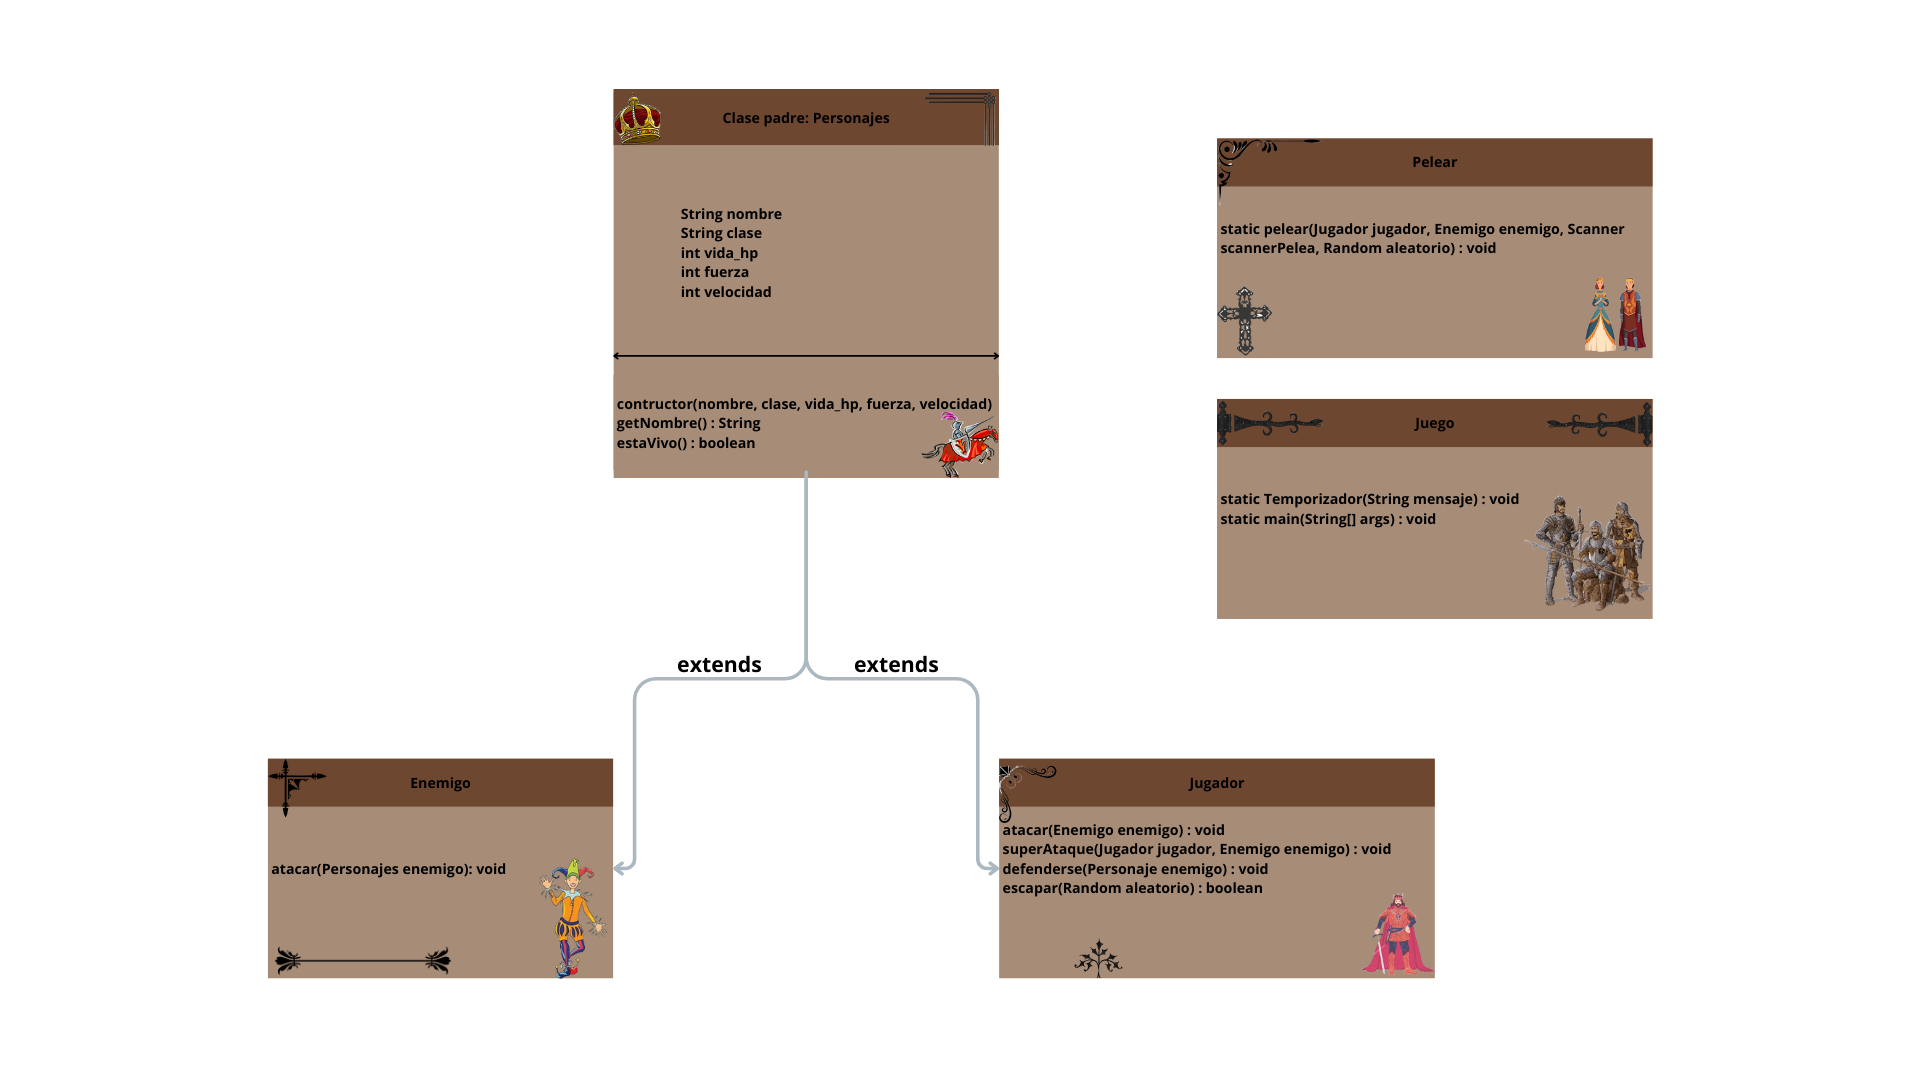 Clase padre: Personajes
String nombre
String clase
int vida_hp
int fuerza
int velocidad
contructor(nombre, clase, vida_hp, fuerza, velocidad)
getNombre() : String
estaVivo() : boolean
Pelear
static pelear(Jugador jugador, Enemigo enemigo, Scanner
scannerPelea, Random aleatorio) : void
Juego
static Temporizador(String mensaje) : void
static main(String[] args) : void
extends
extends
Enemigo
atacar(Personajes enemigo): void
Jugador
atacar(Enemigo enemigo) : void
superAtaque(Jugador jugador, Enemigo enemigo) : void
defenderse(Personaje enemigo) : void
escapar(Random aleatorio) : boolean